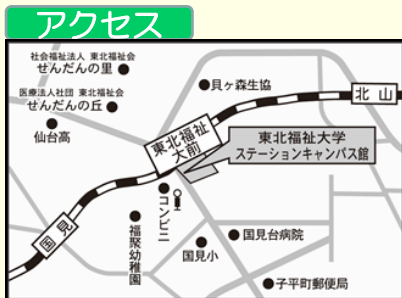 アクセス
社会福祉法人 東北福祉会
せんだんの里
医療法人社団 東北福祉会
せんだんの丘
仙台高
貝ヶ森生協
北山
東北福祉
大前
東北福祉大学
ステーションキャンパス館
国見
コンビニ
福聚幼稚園
国見小
国見台病院
子平町郵便局